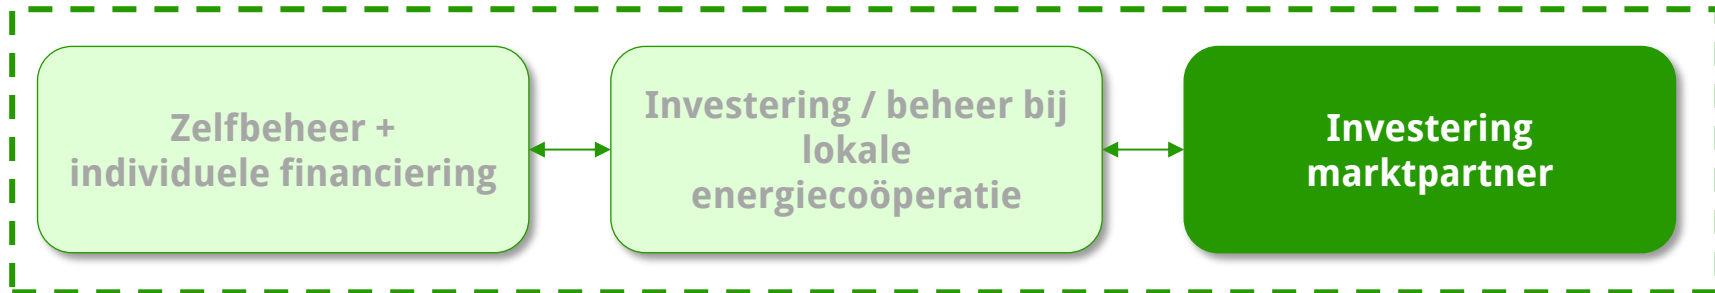 Zelfbeheer +
individuele financiering
Investering / beheer bij
lokale
energiecoöperatie
Investering
marktpartner